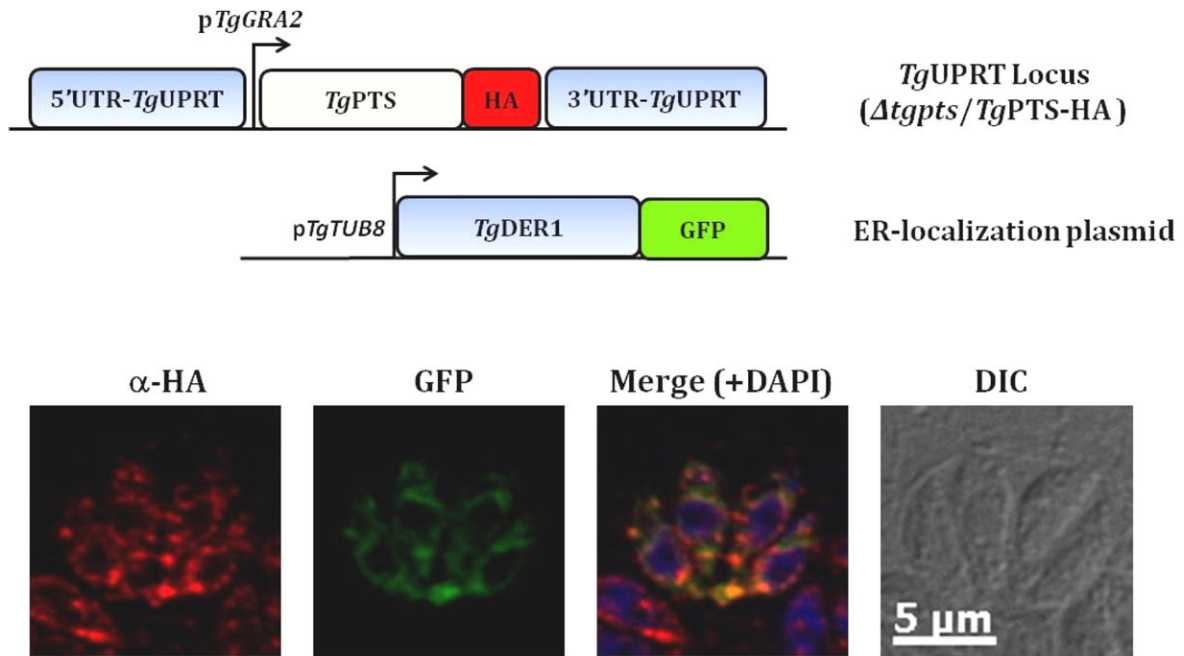 pTgGRA2
5'UTR-TgUPRT TgPTS HA 3'UTR-TgUPRT
TgUPRT Locus
(Δtgpts/TgPTS-HA)
pTgTUB8 TgDER1 GFP
ER-localization plasmid
α-HA GFP Merge (+DAPI) DIC
5 μm